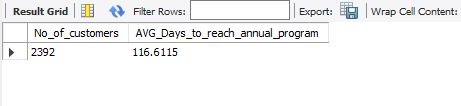 Result Grid Filter Rows: Export: Wrap Cell Content:
No_of_customers AVG_Days_to_reach_annual_program
2392 116.6115